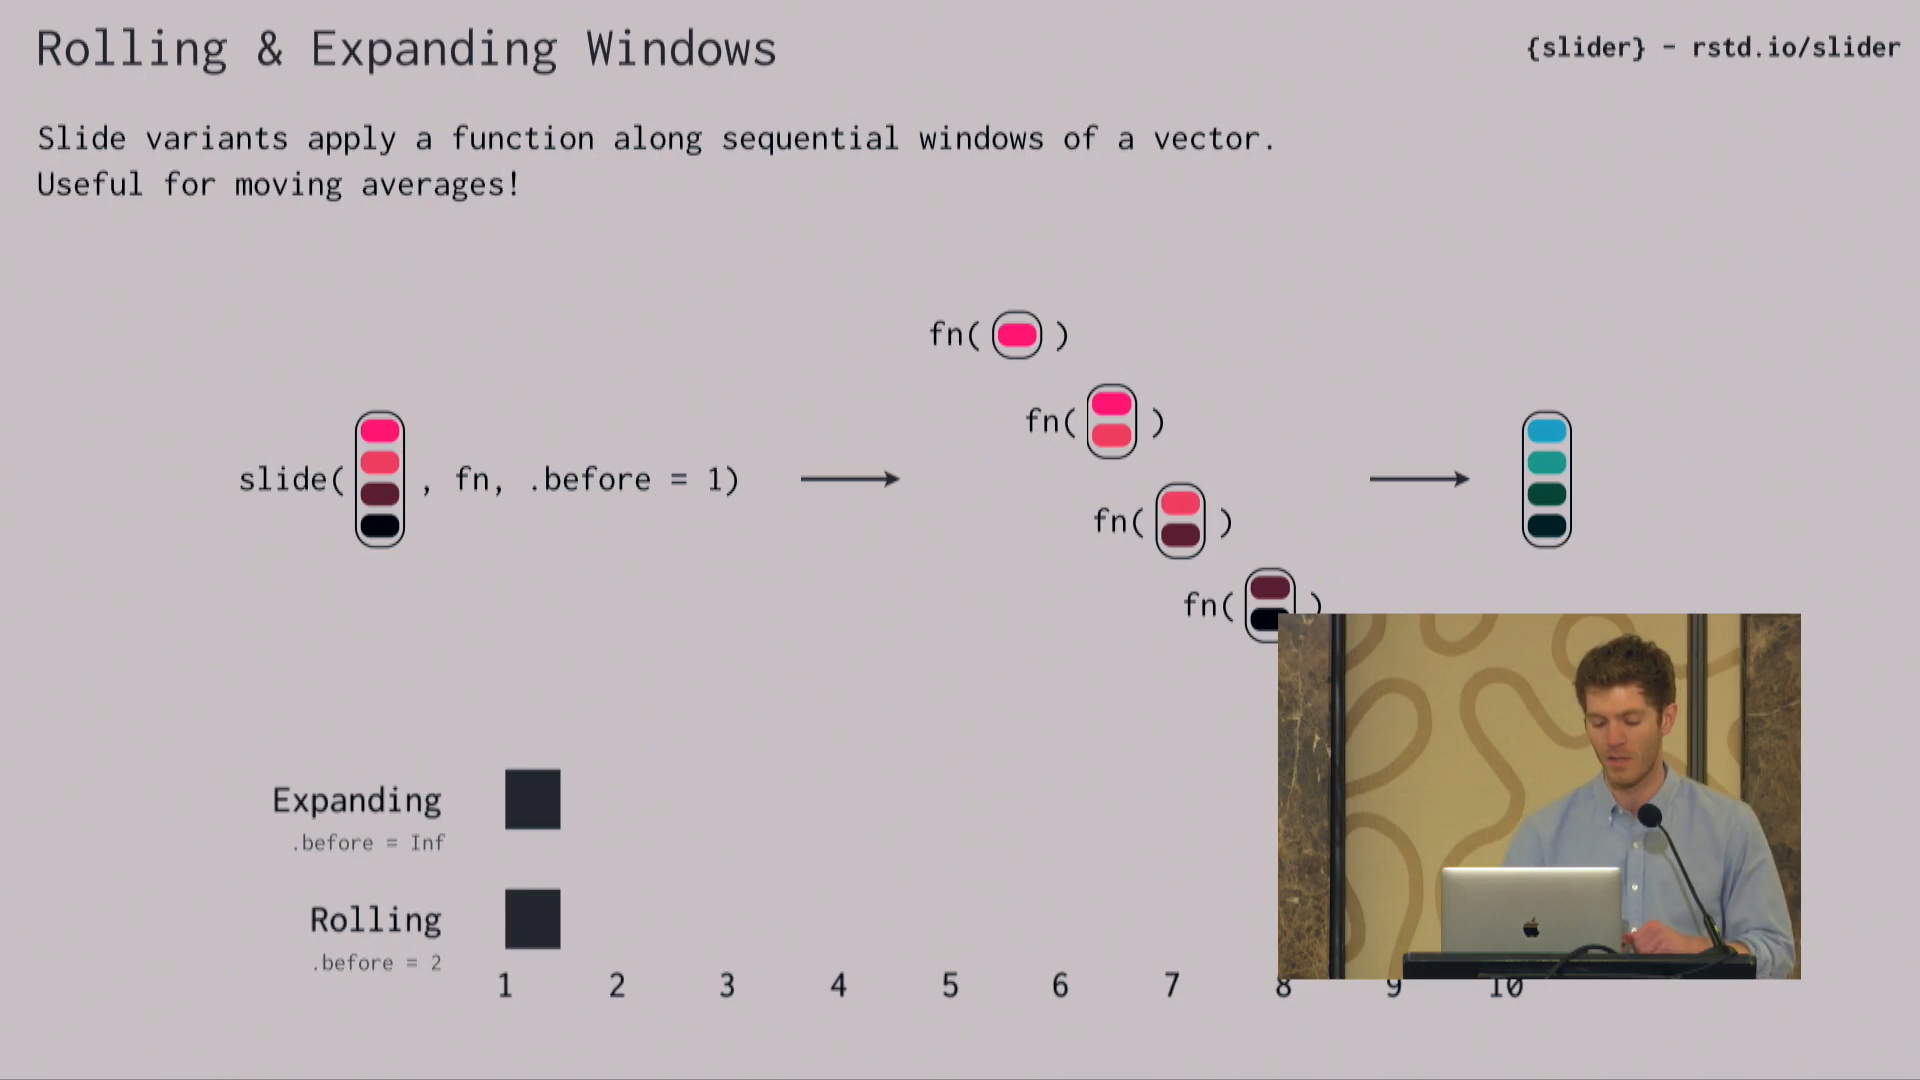 Rolling & Expanding Windows
{slider} - rstd.io/slider
Slide variants apply a function along sequential windows of a vector.
Useful for moving averages!
fn( )
fn( )
slide( , fn, .before = 1)
fn( )
fn( )
Expanding
.before = Inf
Rolling
.before = 2
1 2 3 4 5 6 7 8 9 10